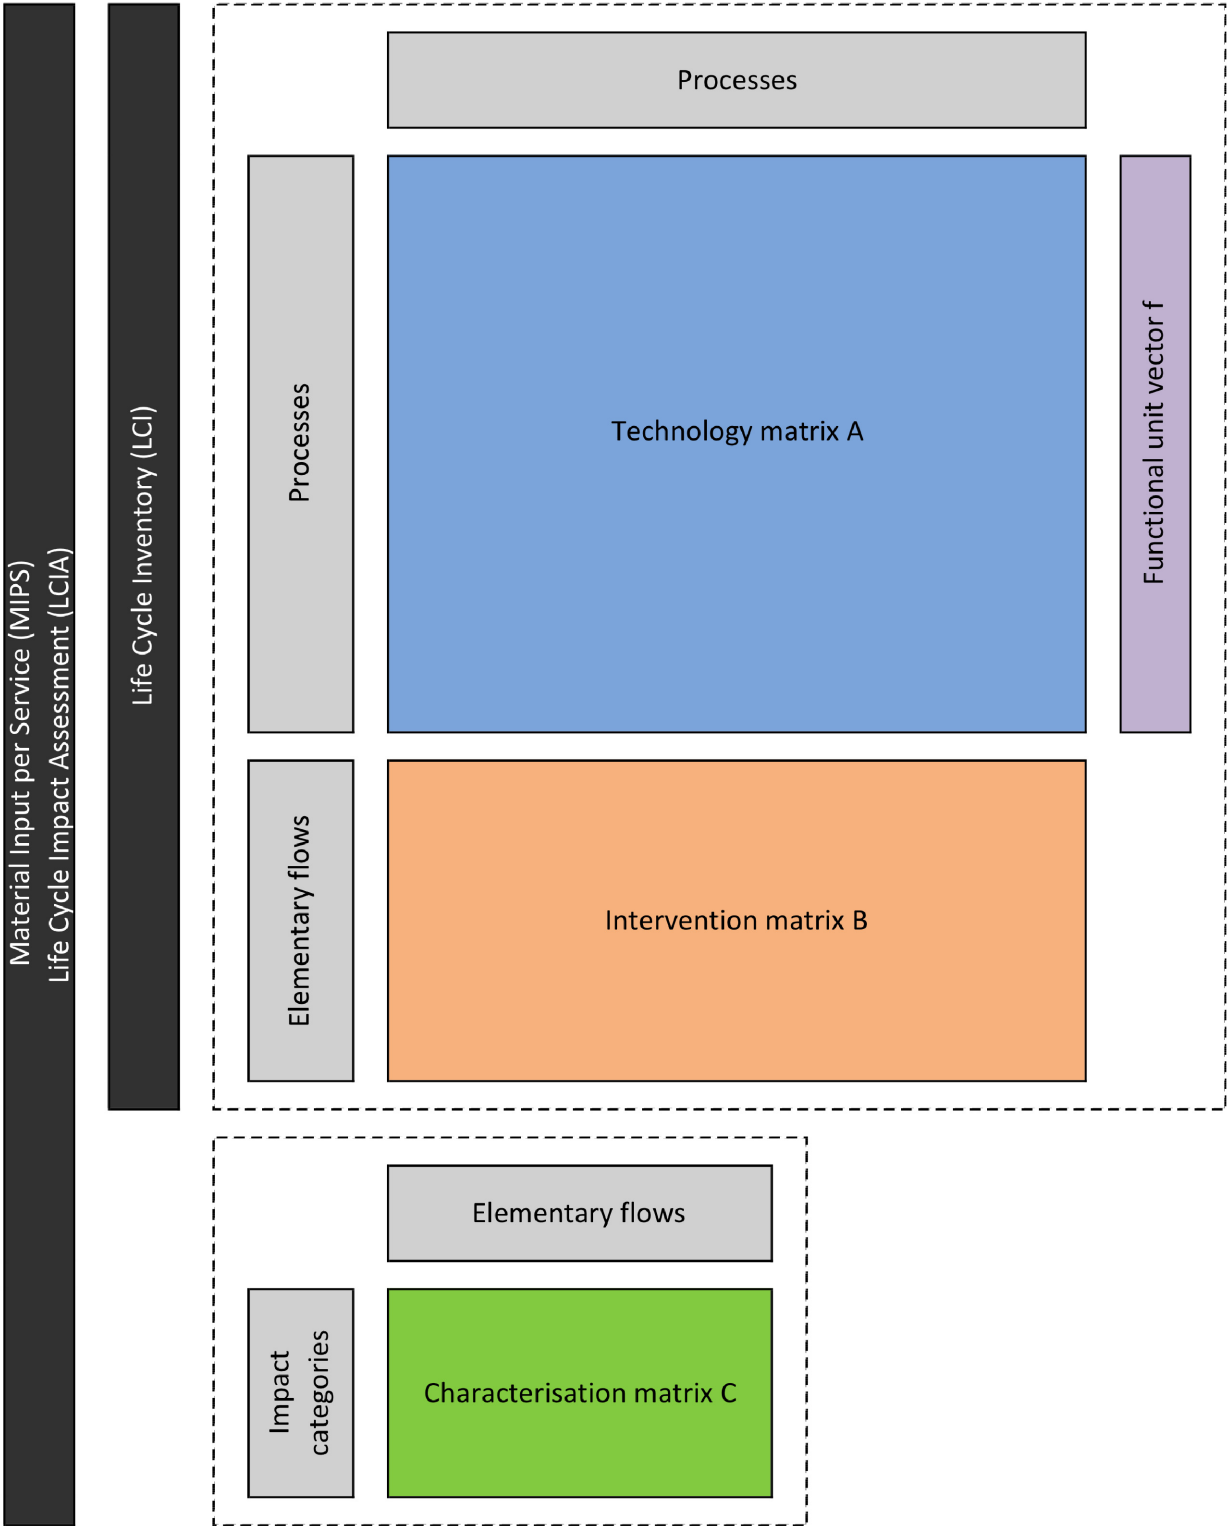 Material Input per Service (MIPS)
Life Cycle Impact Assessment (LCIA)
Life Cycle Inventory (LCI)
Processes
Processes
Technology matrix A
Functional unit vector f
Elementary flows
Intervention matrix B
Elementary flows
Impact
categories
Characterisation matrix C